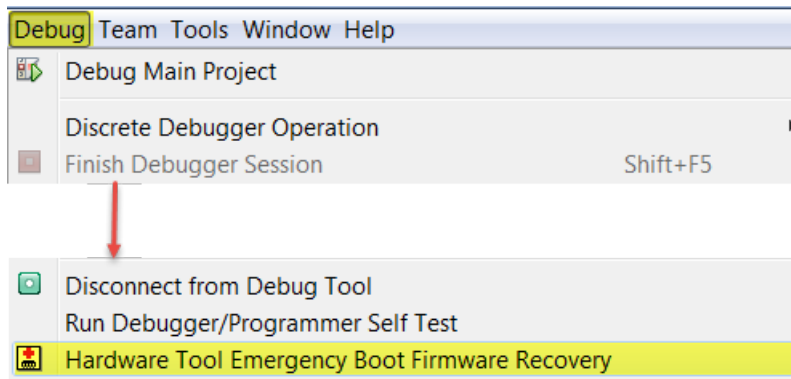 Debug Team Tools Window Help
Debug Main Project
Discrete Debugger Operation
Finish Debugger Session Shift+F5
Disconnect from Debug Tool
Run Debugger/Programmer Self Test
Hardware Tool Emergency Boot Firmware Recovery